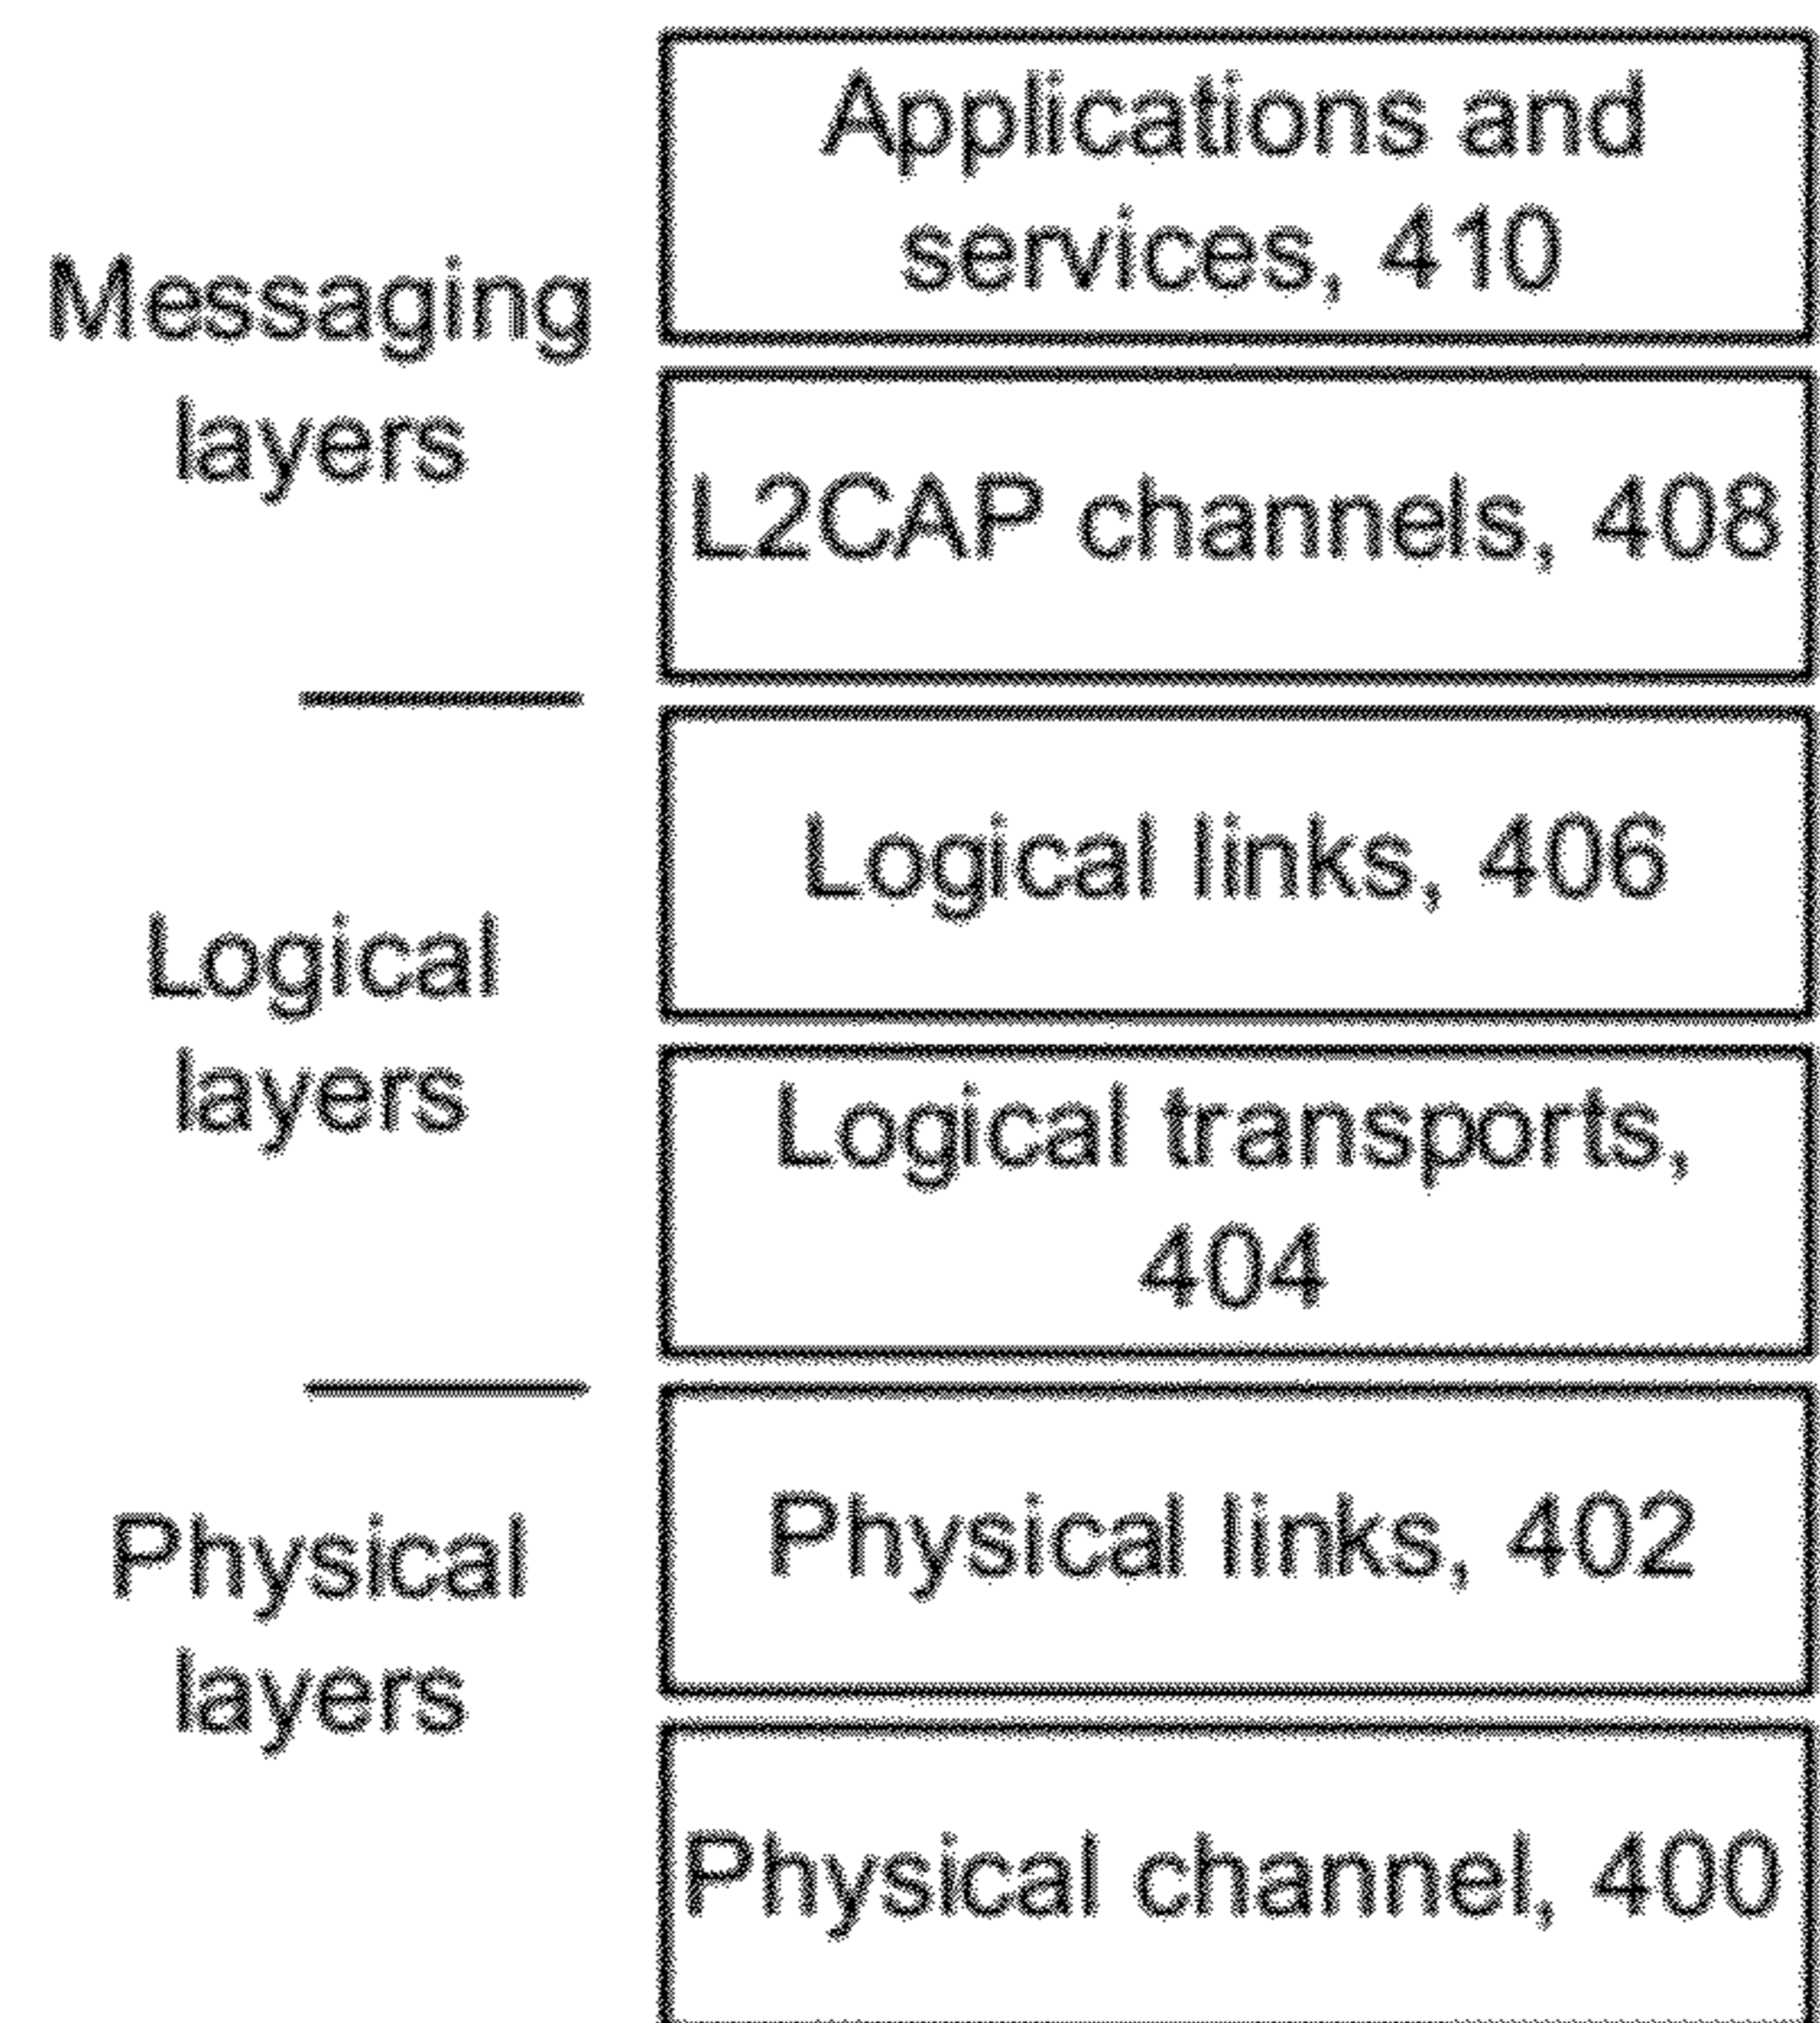 Applications and
services, 410
Messaging
layers
L2CAP channels, 408
Logical links, 406
Logical
layers
Logical transports,
404
Physical links, 402
Physical
layers
Physical channel, 400